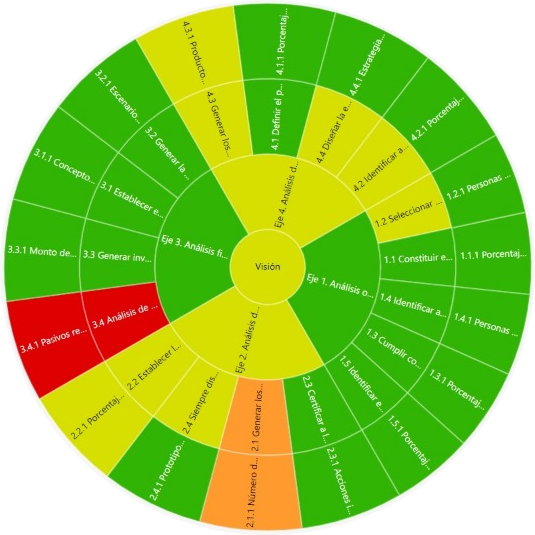 Visión
Eje 1. Análisis o...
1.2 Seleccionar ...
1.2.1 Personas ...
1.1 Constituir e...
1.1.1 Porcentaj...
1.4 Identificar a...
1.4.1 Personas ...
1.3 Cumplir co...
1.3.1 Porcentaj...
1.5 Identificar e...
1.5.1 Porcentaj...
Eje 2. Análisis d...
2.3 Certificar a l...
2.3.1 Acciones i...
2.1 Generar los...
2.1.1 Número d...
2.4 Siempre dis...
2.4.1 Prototipo...
2.2 Establecer l...
2.2.1 Porcentaj...
Eje 3. Análisis fi...
3.4 Análisis de ...
3.4.1 Pasivos re...
3.3 Generar inv...
3.3.1 Monto de...
3.1 Establecer e...
3.1.1 Concepto...
3.2 Generar la ...
3.2.1 Escenario...
Eje 4. Análisis d...
4.3 Generar los...
4.3.1 Producto...
4.1 Definir el p...
4.1.1 Porcentaj...
4.4 Diseñar la e...
4.4.1 Estrategia...
4.2 Identificar a...
4.2.1 Porcentaj...